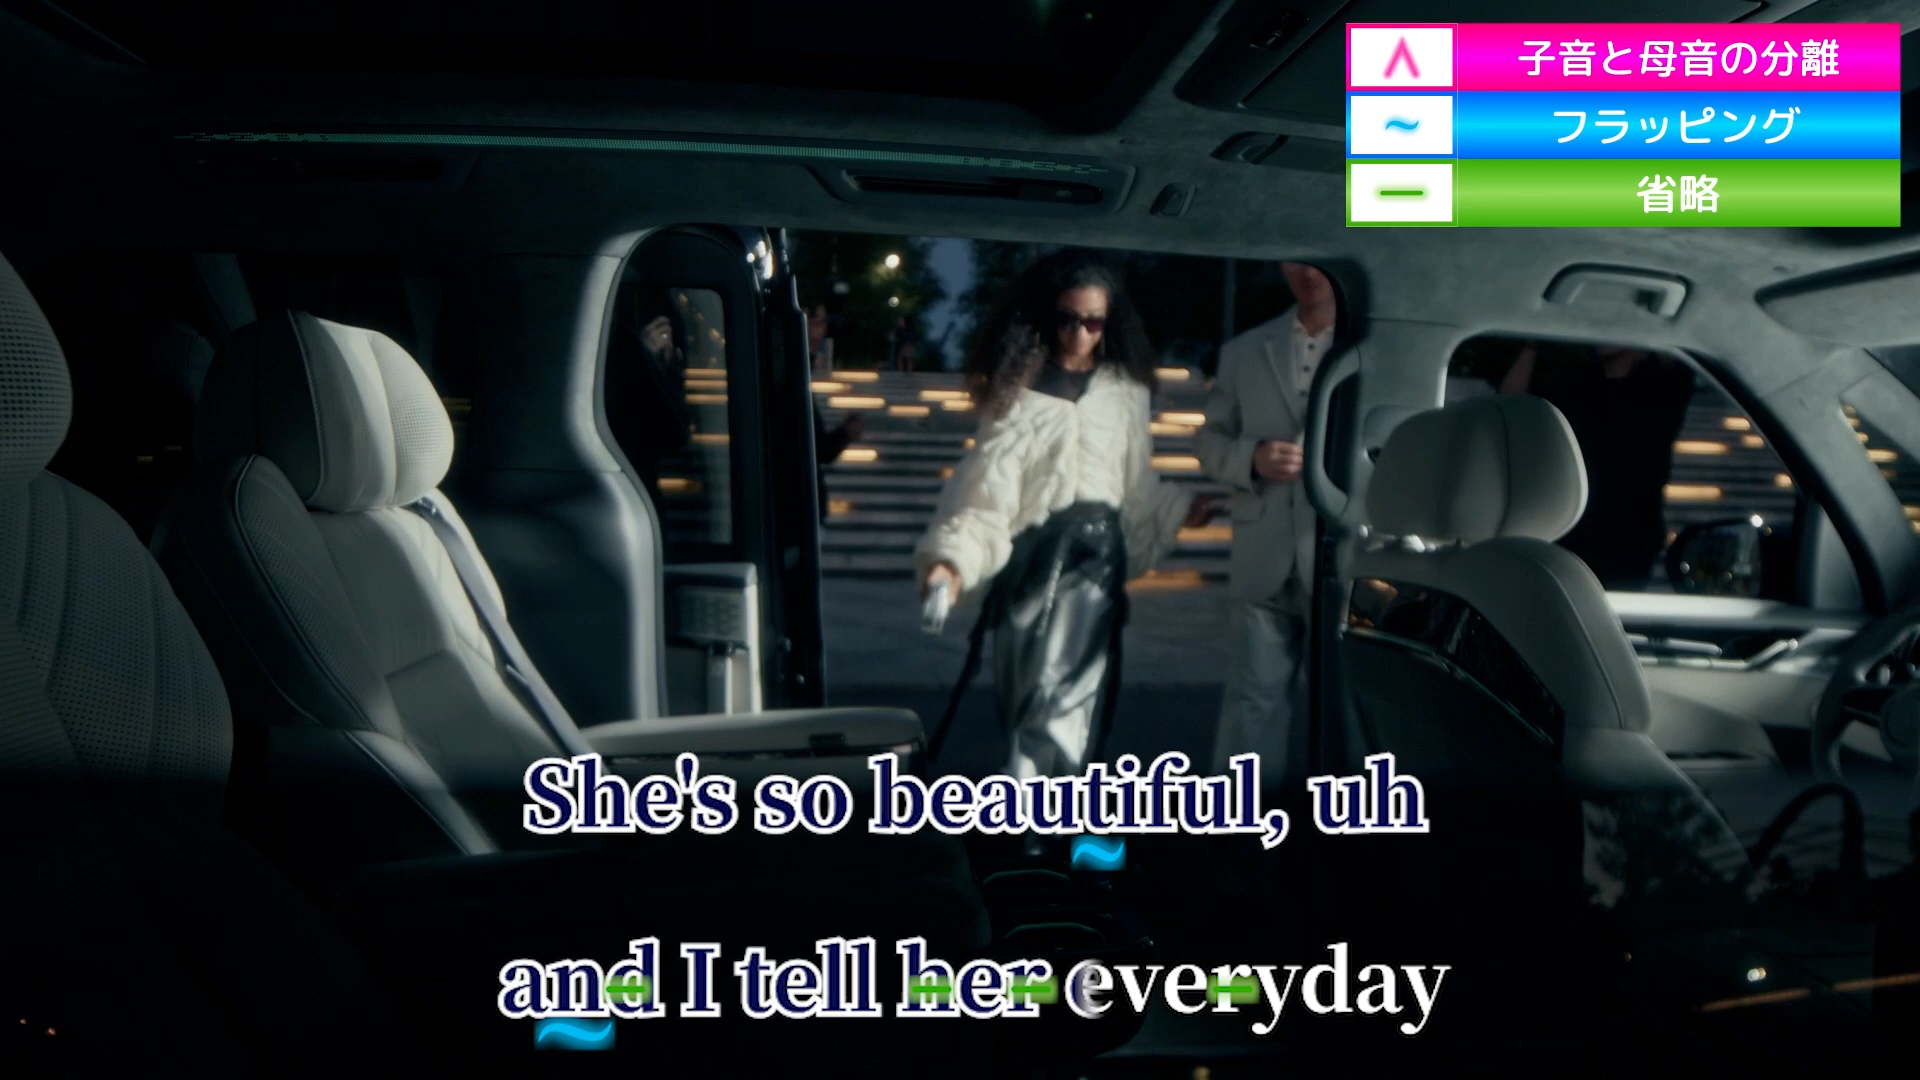 子音と母音の分離
フラッピング
省略
She's so beautiful, uh
and I tell her everyday